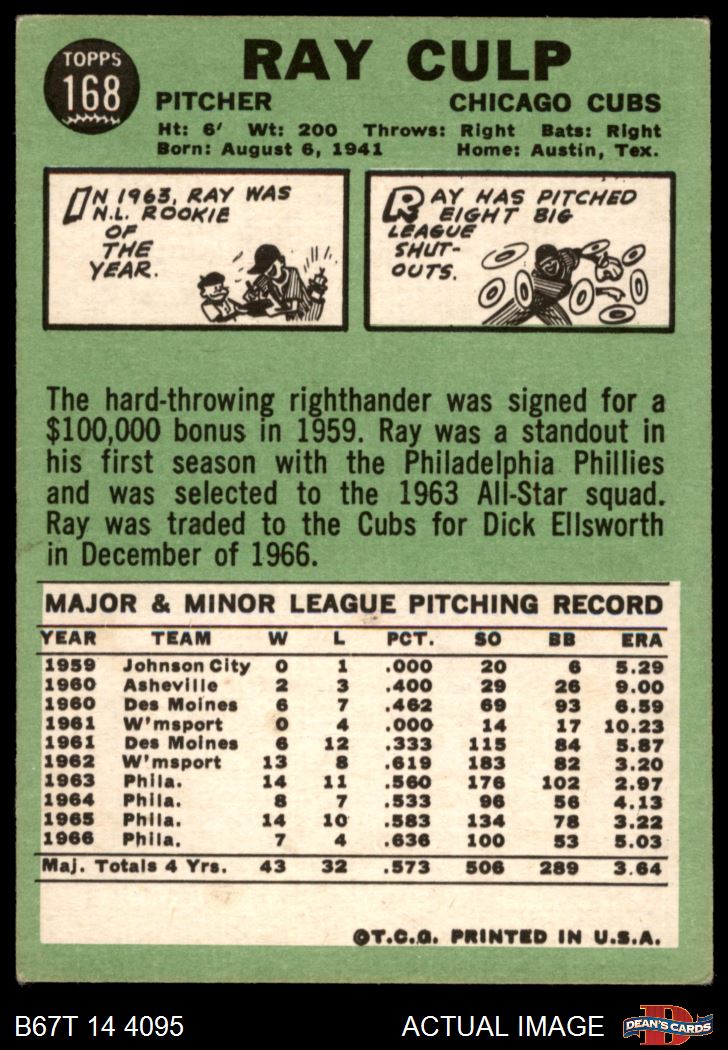 TOPPS
168
RAY CULP
PITCHER CHICAGO CUBS
Ht: 6' Wt: 200 Throws: Right Bats: Right
Born: August 6, 1941 Home: Austin, Tex.
IN 1963, RAY WAS
N.L. ROOKIE
OF
THE
YEAR.
RAY HAS PITCHED
EIGHT BIG
LEAGUE
SHUT-
OUTS.
The hard-throwing righthander was signed for a
$100,000 bonus in 1959. Ray was a standout in
his first season with the Philadelphia Phillies
and was selected to the 1963 All-Star squad.
Ray was traded to the Cubs for Dick Ellsworth
in December of 1966.
MAJOR & MINOR LEAGUE PITCHING RECORD
YEAR TEAM W L PCT. SO BB ERA
1959 Johnson City 0 1 .000 20 6 5.29
1960 Asheville 2 3 .400 29 26 9.00
1960 Des Moines 6 7 .462 69 93 6.59
1961 W'msport 0 4 .000 14 17 10.23
1961 Des Moines 6 12 .333 115 84 5.87
1962 W'msport 13 8 .619 183 82 3.20
1963 Phila. 14 11 .560 176 102 2.97
1964 Phila. 8 7 .533 96 56 4.13
1965 Phila. 14 10 .583 134 78 3.22
1966 Phila. 7 4 .636 100 53 5.03
Maj. Totals 4 Yrs. 43 32 .573 506 289 3.64
©T.C.G. PRINTED IN U.S.A.
B67T 14 4095 ACTUAL IMAGE
D
DEAN'S CARDS